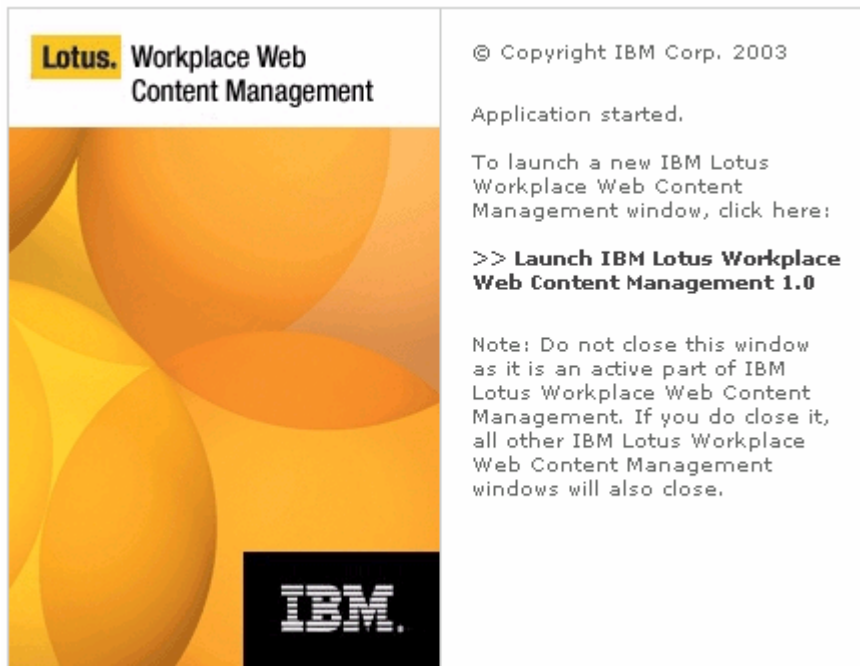 Lotus. Workplace Web
Content Management
IBM.
© Copyright IBM Corp. 2003
Application started.
To launch a new IBM Lotus
Workplace Web Content
Management window, click here:
>> Launch IBM Lotus Workplace
Web Content Management 1.0
Note: Do not close this window
as it is an active part of IBM
Lotus Workplace Web Content
Management. If you do close it,
all other IBM Lotus Workplace
Web Content Management
windows will also close.